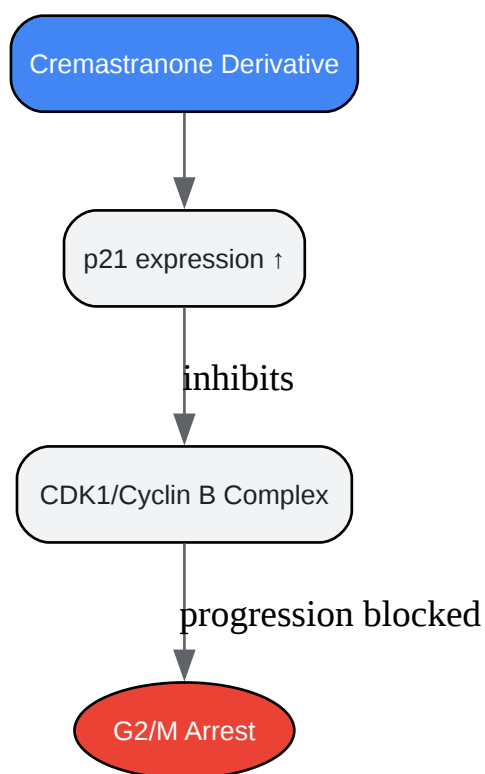 Cremastranone Derivative
p21 expression ↑
inhibits
CDK1/Cyclin B Complex
progression blocked
G2/M Arrest